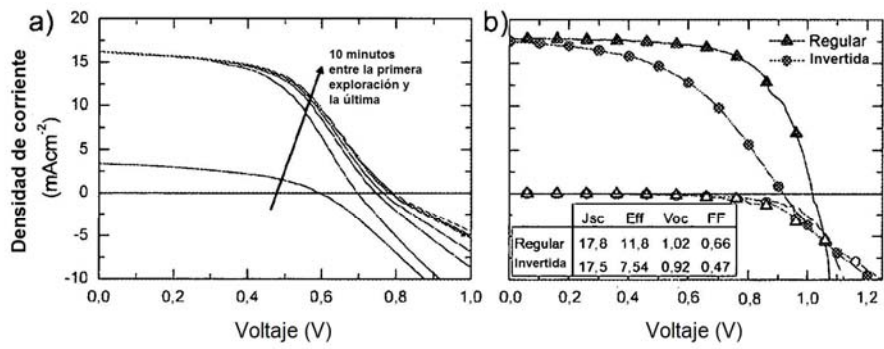 a)
b)
Densidad de corriente
(mAcm-2)
20
15
10
5
0
-5
-10
10 minutos
entre la primera
exploración y
la última
0,0 0,2 0,4 0,6 0,8 1,0
Voltaje (V)
Regular
Invertida
Jsc Eff Voc FF
Regular 17,8 11,8 1,02 0,66
Invertida 17,5 7,54 0,92 0,47
0,0 0,2 0,4 0,6 0,8 1,0 1,2
Voltaje (V)